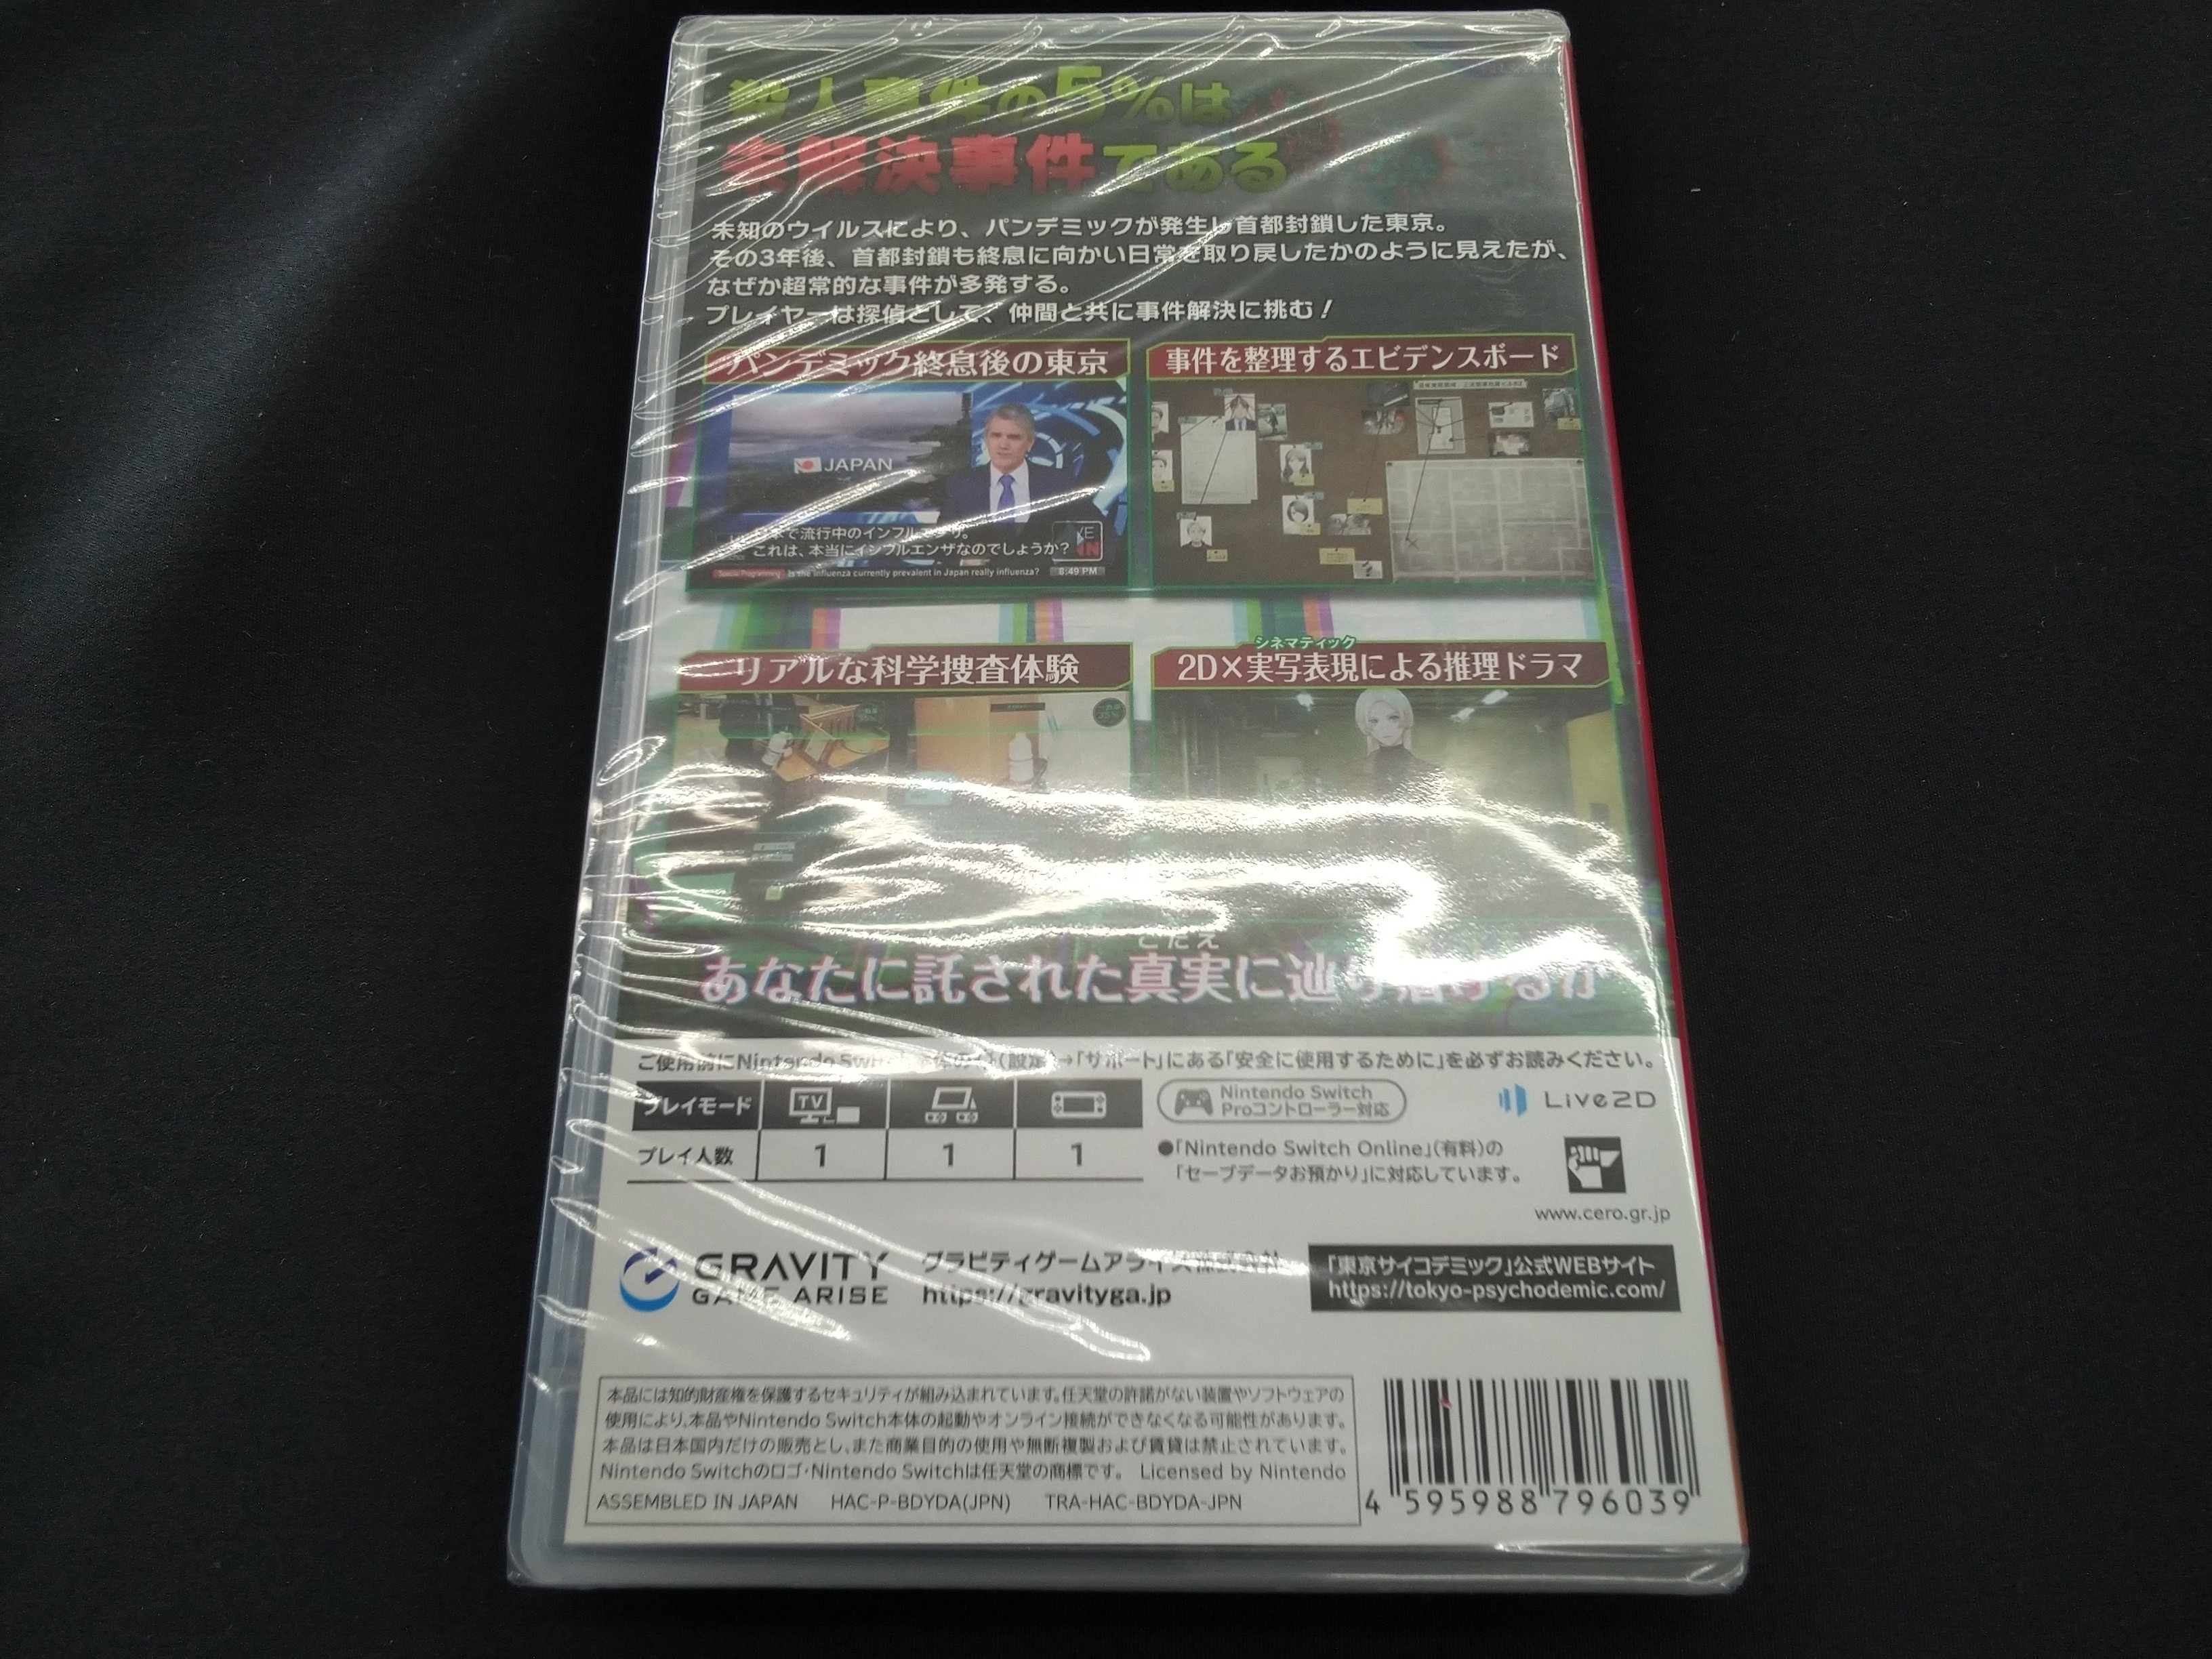 殺人事件の5%は
未解決事件である
未知のウイルスにより、パンデミックが発生し首都封鎖した東京。
その3年後、首都封鎖も終息に向かい日常を取り戻したかのように見えたが、
なぜか超常的な事件が多発する。
プレイヤーは探偵として、仲間と共に事件解決に挑む!
パンデミック終息後の東京
事件を整理するエビデンスボード
JAPAN
で流行中のインフル
これは、本当にインフルエンザなのでしょうか?
Special Programming Is the influenza currently prevalent in Japan really influenza? 8:49 PM
リアルな科学捜査体験
シネマティック
2D×実写表現による推理ドラマ
35%
こたえ
あなたに託された真実に辿り着けるか
ご使用前にNintendo Switch (設定)→「サポート」にある「安全に使用するために」を必ずお読みください。
プレイモード TV
プレイ人数 1 1 1
Nintendo Switch
Proコントローラー対応
Live2D
●「Nintendo Switch Online」(有料)の
「セーブデータお預かり」に対応しています。
www.cero.gr.jp
GRAVITY
GAME ARISE
グラビティゲームアライズ株式会社
https://gravityga.jp
「東京サイコデミック」公式WEBサイト
https://tokyo-psychodemic.com/
本品には知的財産権を保護するセキュリティが組み込まれています。任天堂の許諾がない装置やソフトウェアの
使用により、本品やNintendo Switch本体の起動やオンライン接続ができなくなる可能性があります。
本品は日本国内だけの販売とし、また商業目的の使用や無断複製および賃貸は禁止されています。
Nintendo Switchのロゴ・Nintendo Switchは任天堂の商標です。 Licensed by Nintendo
ASSEMBLED IN JAPAN HAC-P-BDYDA(JPN) TRA-HAC-BDYDA-JPN
4 595988 796039